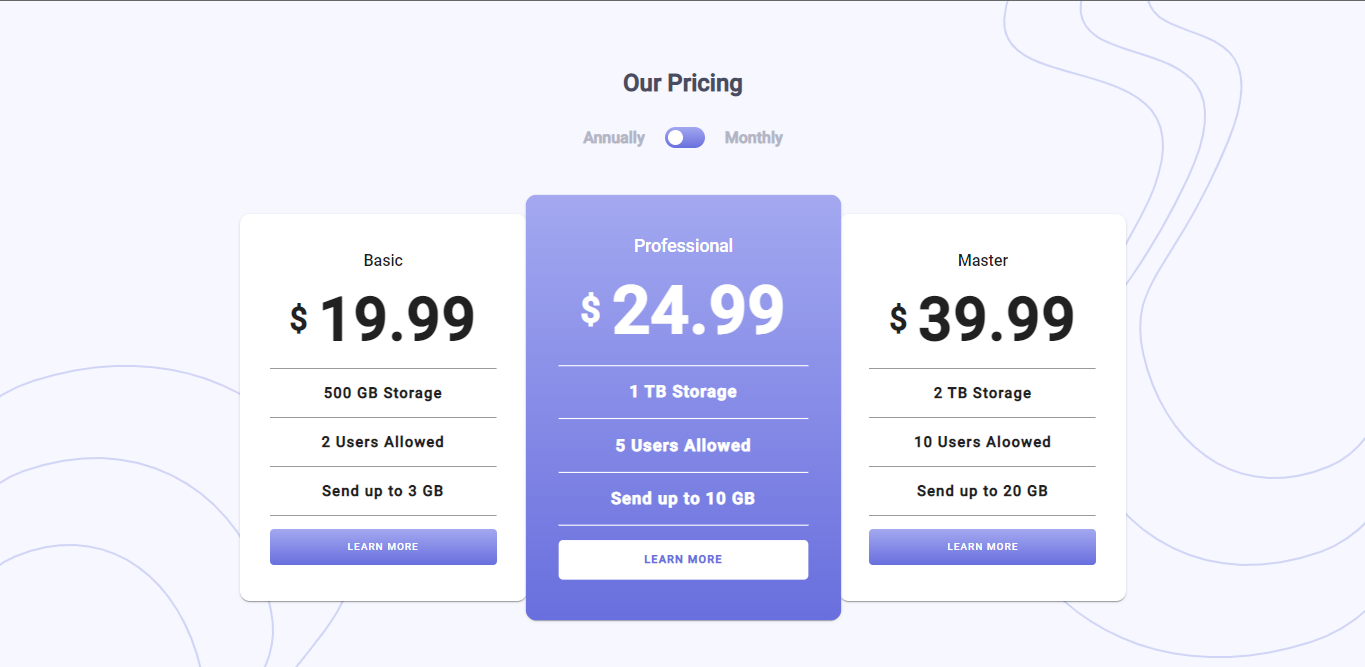 Our Pricing
Annually Monthly
Basic
$ 19.99
500 GB Storage
2 Users Allowed
Send up to 3 GB
LEARN MORE
Professional
$ 24.99
1 TB Storage
5 Users Allowed
Send up to 10 GB
LEARN MORE
Master
$ 39.99
2 TB Storage
10 Users Aloowed
Send up to 20 GB
LEARN MORE